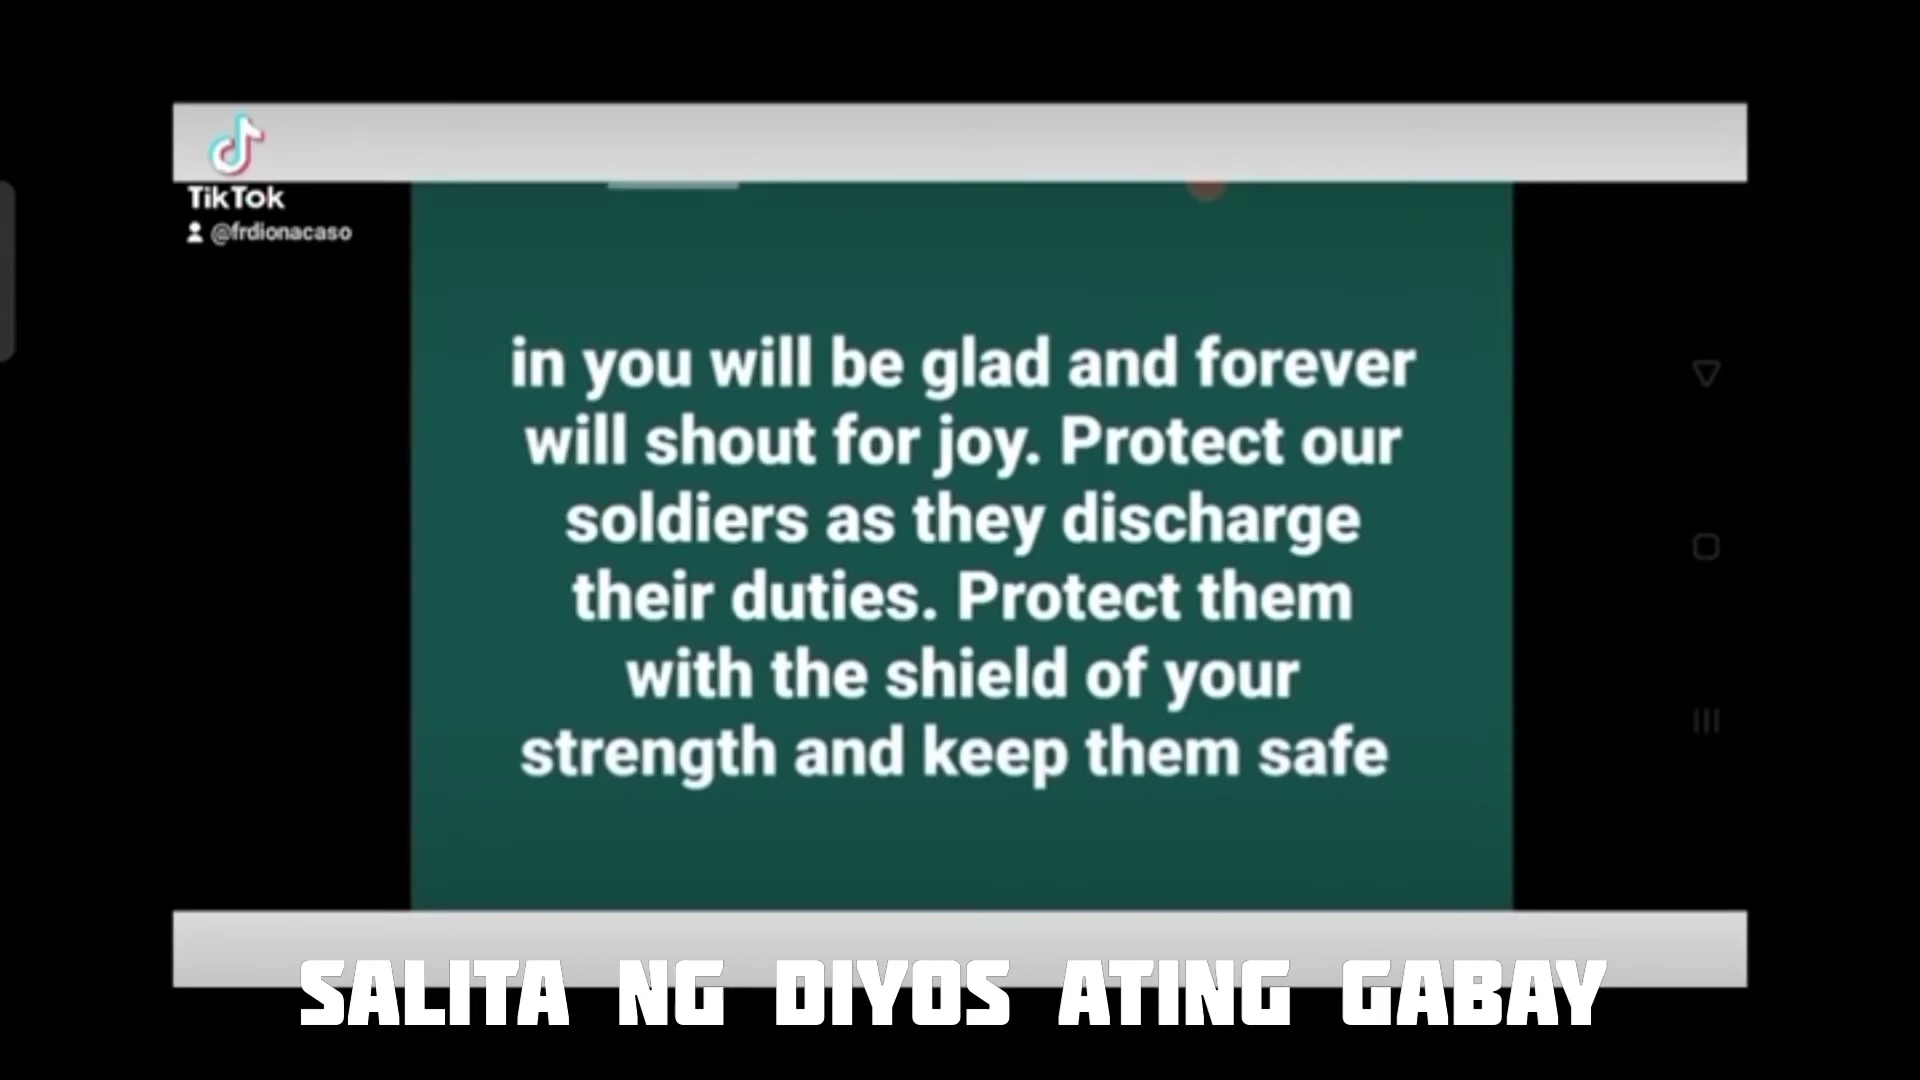 TikTok
@frdionacaso
in you will be glad and forever
will shout for joy. Protect our
soldiers as they discharge
their duties. Protect them
with the shield of your
strength and keep them safe
SALITA NG DIYOS ATING GABAY